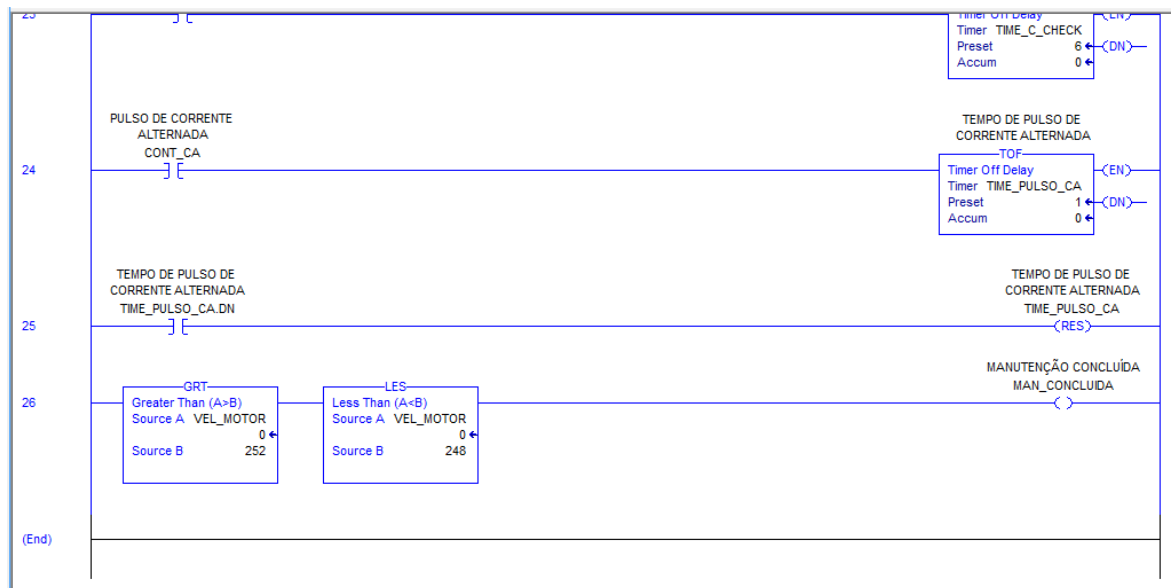 23
Timer Off Delay (EN)
Timer TIME_C_CHECK
Preset 6 (DN)
Accum 0
PULSO DE CORRENTE
ALTERNADA
CONT_CA
TEMPO DE PULSO DE
CORRENTE ALTERNADA
24
TOF
Timer Off Delay (EN)
Timer TIME_PULSO_CA
Preset 1 (DN)
Accum 0
TEMPO DE PULSO DE
CORRENTE ALTERNADA
TIME_PULSO_CA.DN
TEMPO DE PULSO DE
CORRENTE ALTERNADA
TIME_PULSO_CA
25
(RES)
MANUTENÇÃO CONCLUÍDA
MAN_CONCLUIDA
26
GRT
Greater Than (A>B)
Source A VEL_MOTOR
0
Source B 252
LES
Less Than (A<B)
Source A VEL_MOTOR
0
Source B 248
(End)